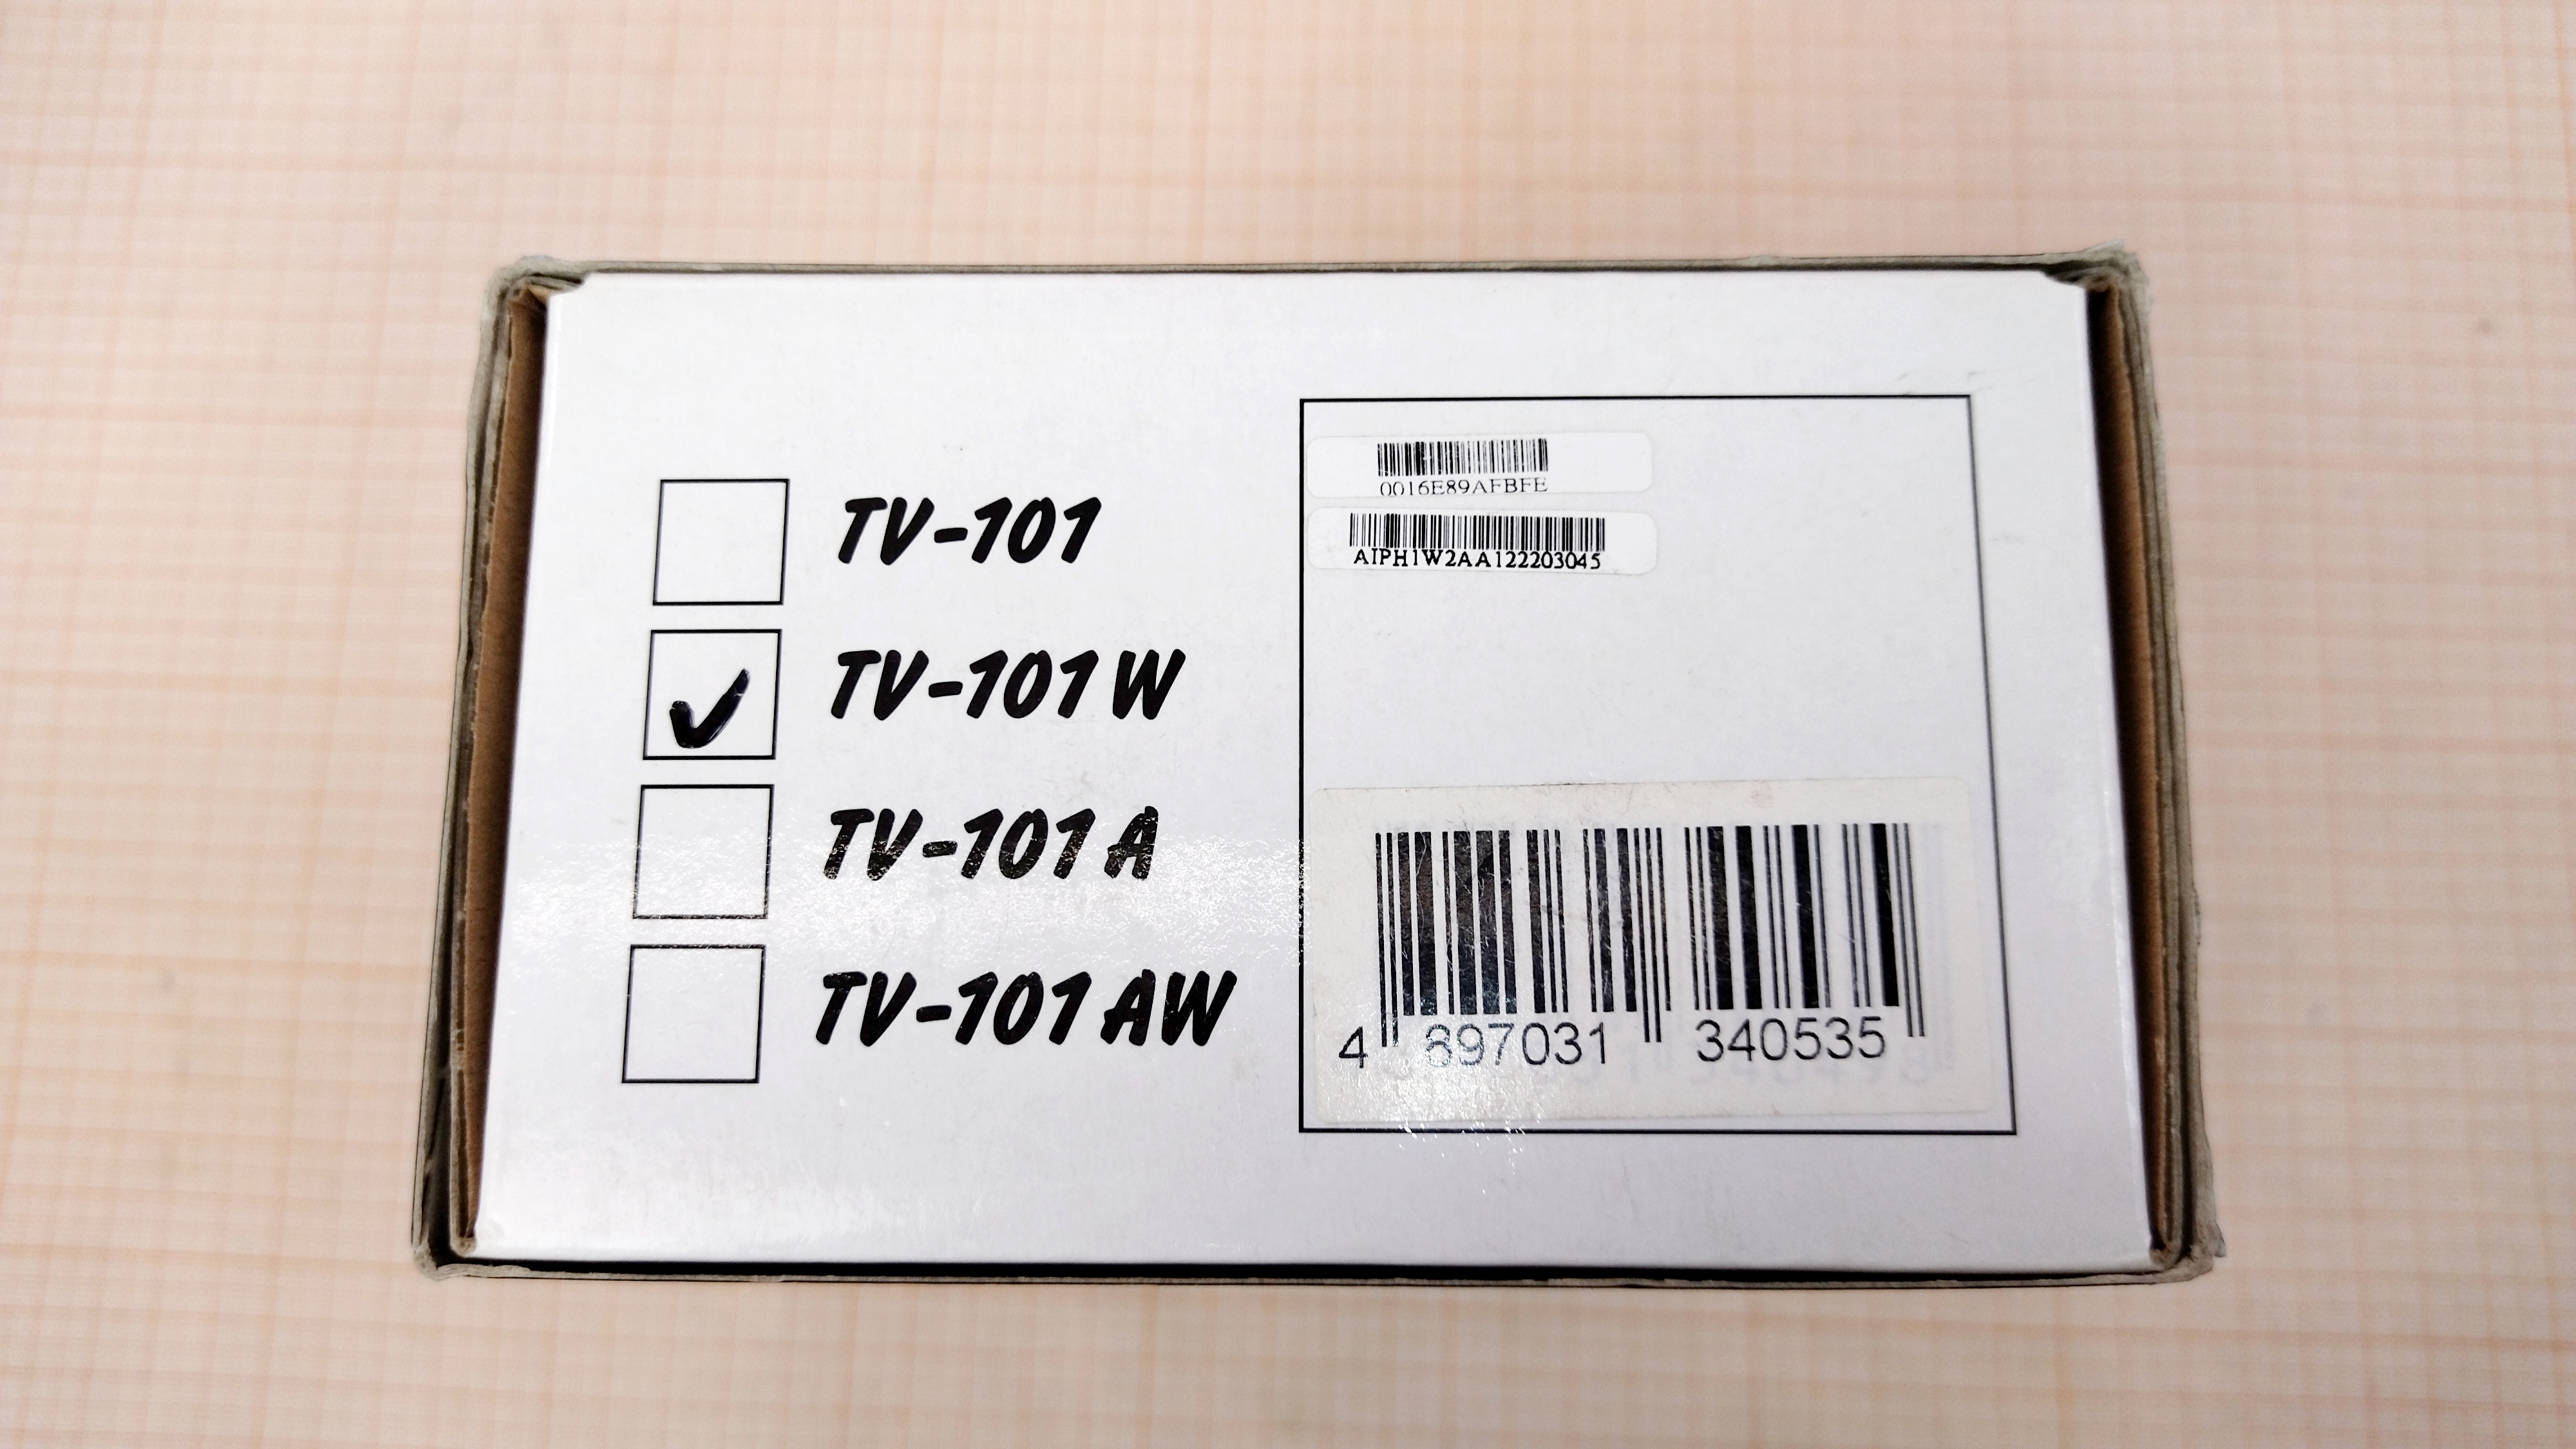 TV-101
TV-101 W
TV-101 A
TV-101 AW
0016E89AFBFE
AIPH1W2AA122203045
4 897031 340535